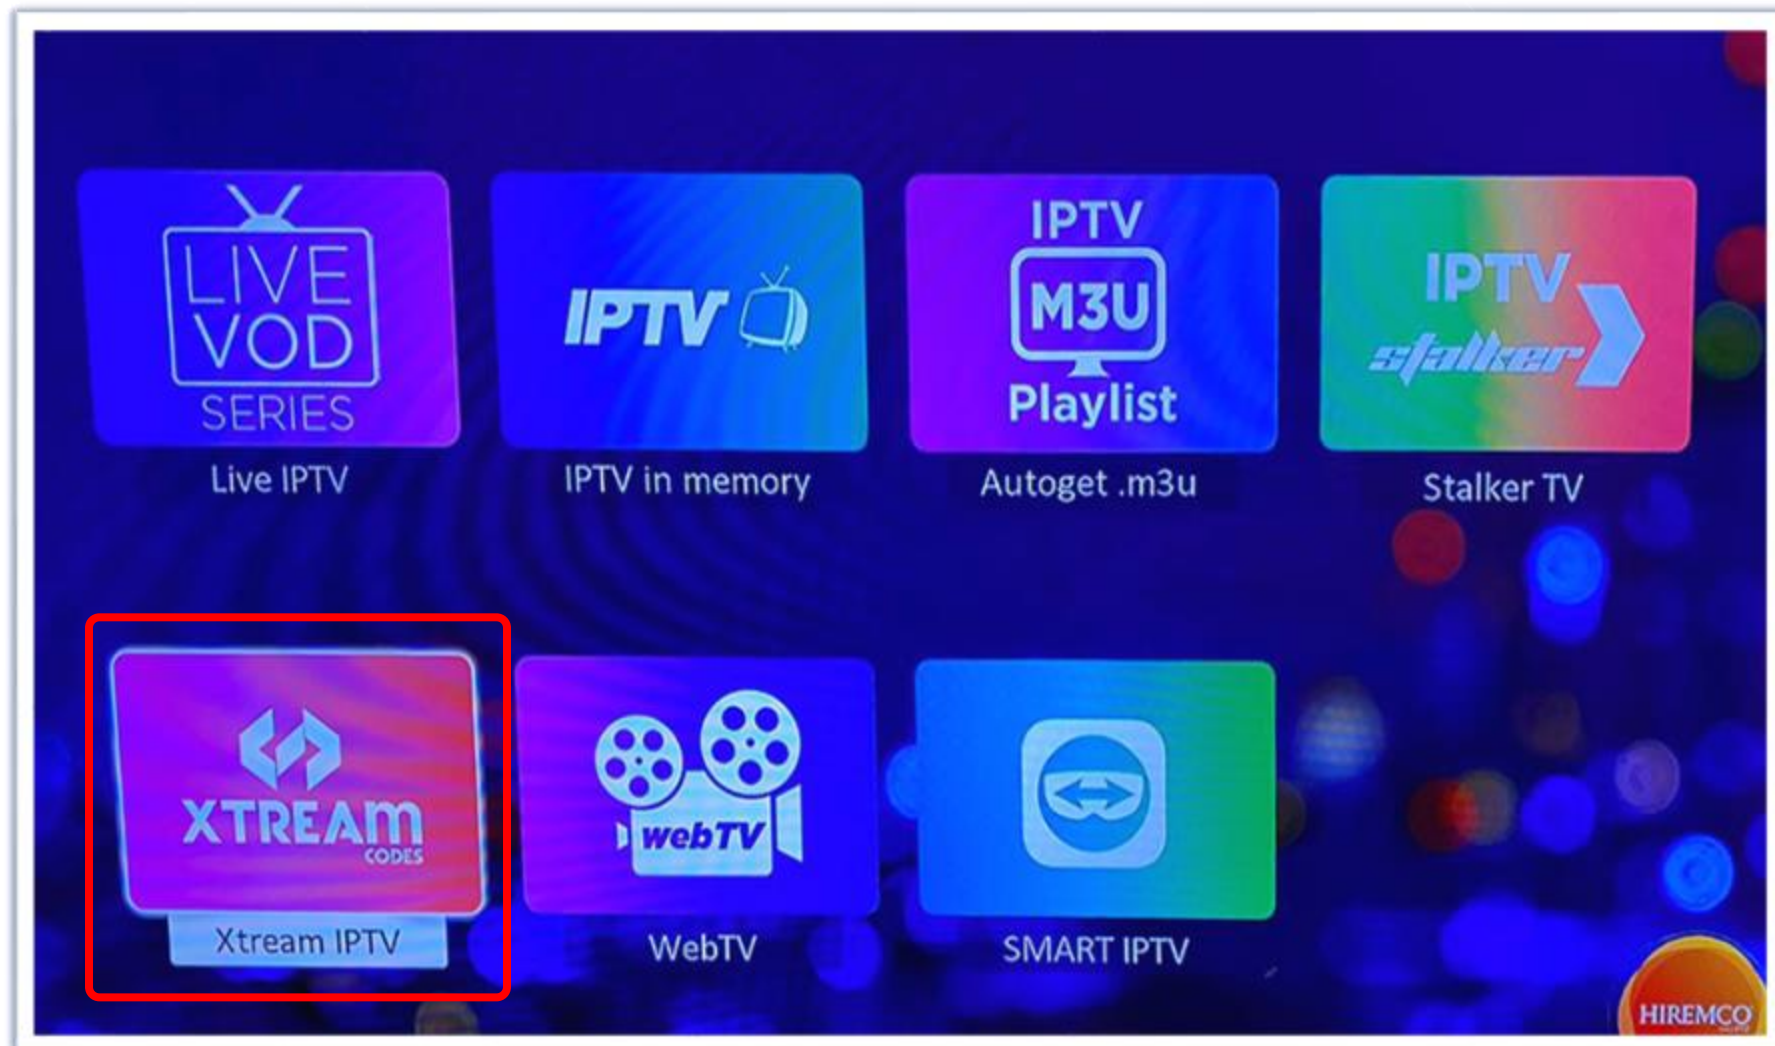 LIVE
VOD
SERIES
Live IPTV
IPTV
IPTV in memory
IPTV
M3U
Playlist
Autoget .m3u
IPTV
stalker
Stalker TV
XTREAM
CODES
Xtream IPTV
webTV
WebTV
SMART IPTV
HIREMCO